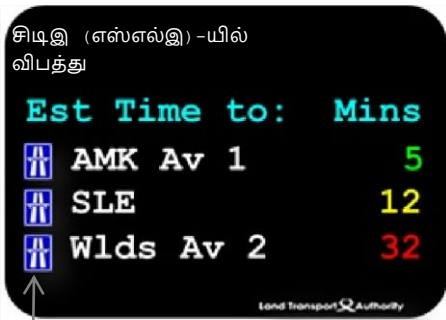 சிடிஇ (எஸ்எல்இ)-யில்
விபத்து
Est Time to: Mins
AMK Av 1 5
SLE 12
Wlds Av 2 32
Land Transport Authority